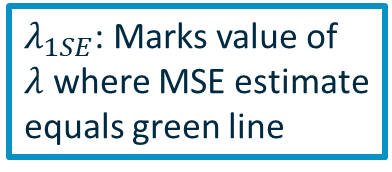 λ₁SE: Marks value of
λ where MSE estimate
equals green line